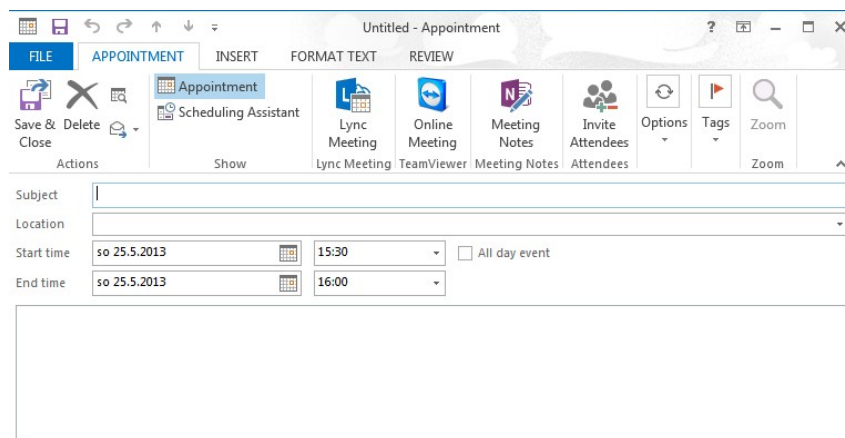 Untitled - Appointment
?
FILE APPOINTMENT INSERT FORMAT TEXT REVIEW
Save & Close
Delete
Appointment
Scheduling Assistant
Lync Meeting
Online Meeting
Meeting Notes
Invite Attendees
Options
Tags
Zoom
Actions Show Lync Meeting TeamViewer Meeting Notes Attendees Zoom
Subject
Location
Start time so 25.5.2013 15:30 All day event
End time so 25.5.2013 16:00